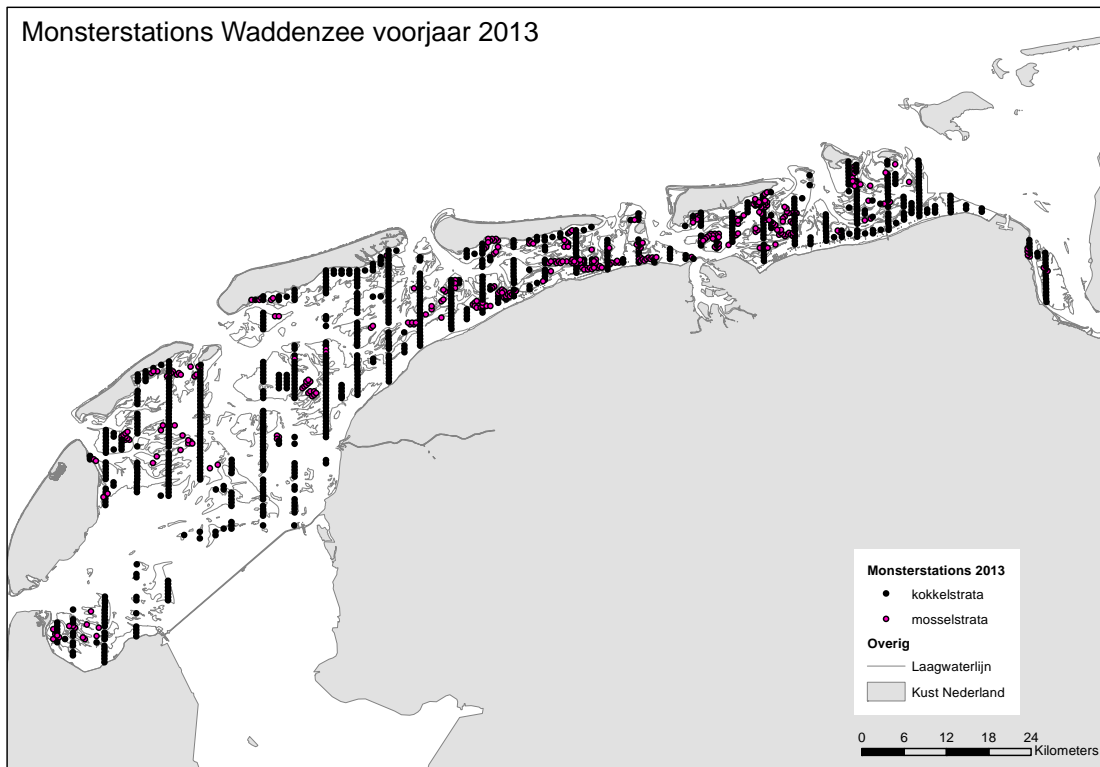 Monsterstations Waddenzee voorjaar 2013
Monsterstations 2013
kokkelstrata
mosselstrata
Overig
Laagwaterlijn
Kust Nederland
0 6 12 18 24
Kilometers